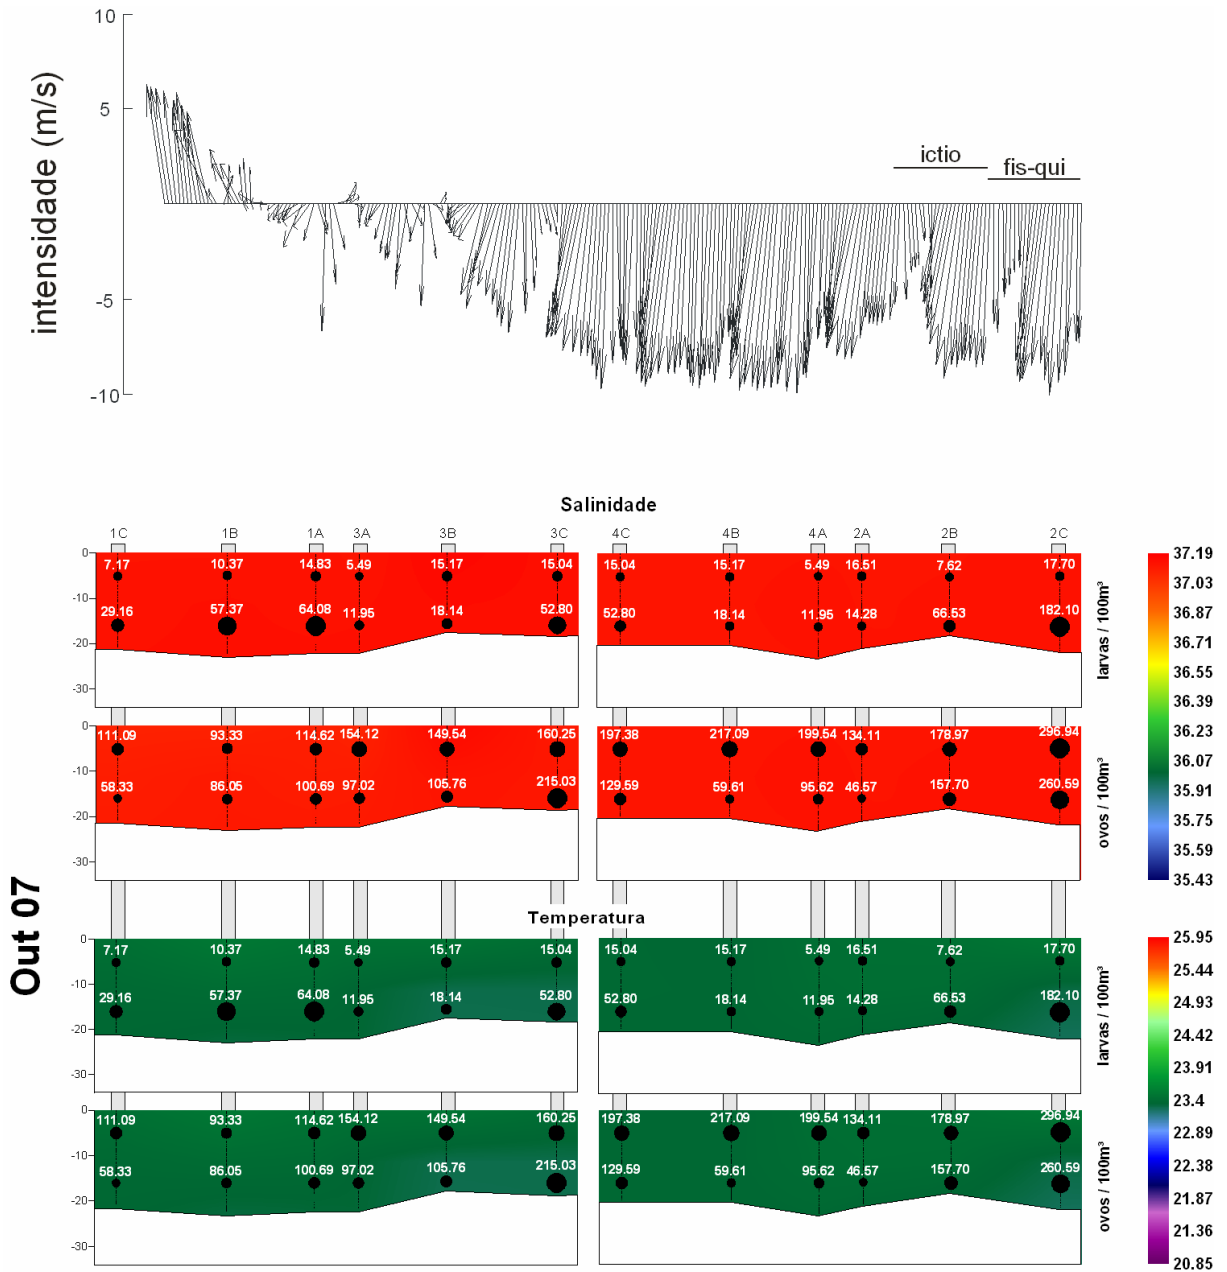 10
5
-5
-10
intensidade (m/s)
ictio
fis-qui
Salinidade
1C 1B 1A 3A 3B 3C 4C 4B 4A 2A 2B 2C
0
-10
-20
-30
7.17 10.37 14.83 5.49 15.17 15.04 15.04 15.17 5.49 16.51 7.62 17.70
29.16 57.37 64.08 11.95 18.14 52.80 52.80 18.14 11.95 14.28 66.53 182.10
larvas / 100m³
0
-10
-20
-30
111.09 93.33 114.62 154.12 149.54 160.25 197.38 217.09 199.54 134.11 178.97 296.94
58.33 86.05 100.69 97.02 105.76 215.03 129.59 59.61 95.62 46.57 157.70 260.59
ovos / 100m³
37.19
37.03
36.87
36.71
36.55
36.39
36.23
36.07
35.91
35.75
35.59
35.43
Out 07
Temperatura
0
-10
-20
-30
7.17 10.37 14.83 5.49 15.17 15.04 15.04 15.17 5.49 16.51 7.62 17.70
29.16 57.37 64.08 11.95 18.14 52.80 52.80 18.14 11.95 14.28 66.53 182.10
larvas / 100m³
0
-10
-20
-30
111.09 93.33 114.62 154.12 149.54 160.25 197.38 217.09 199.54 134.11 178.97 296.94
58.33 86.05 100.69 97.02 105.76 215.03 129.59 59.61 95.62 46.57 157.70 260.59
ovos / 100m³
25.95
25.44
24.93
24.42
23.91
23.4
22.89
22.38
21.87
21.36
20.85